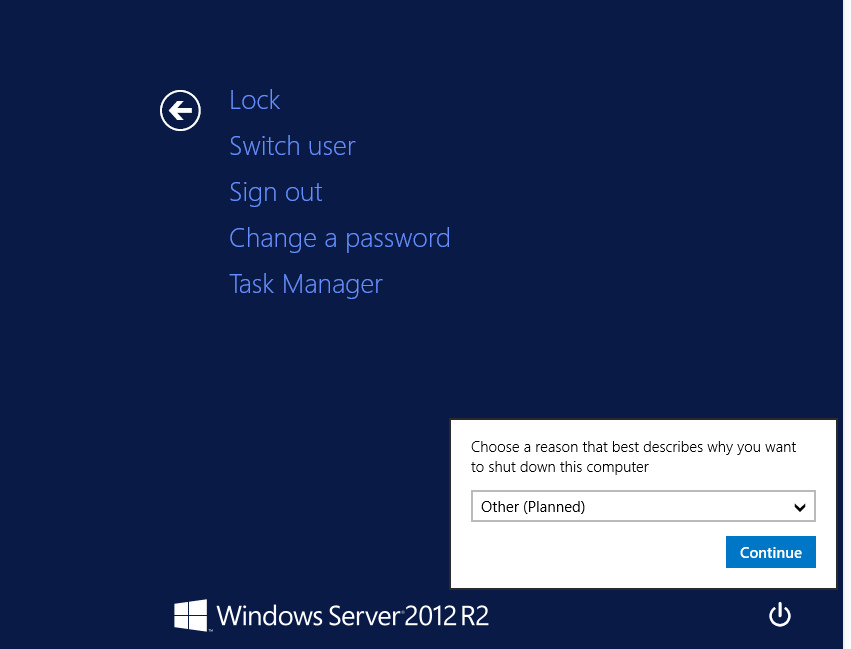 Lock
Switch user
Sign out
Change a password
Task Manager
Choose a reason that best describes why you want
to shut down this computer
Other (Planned)
Continue
Windows Server 2012 R2